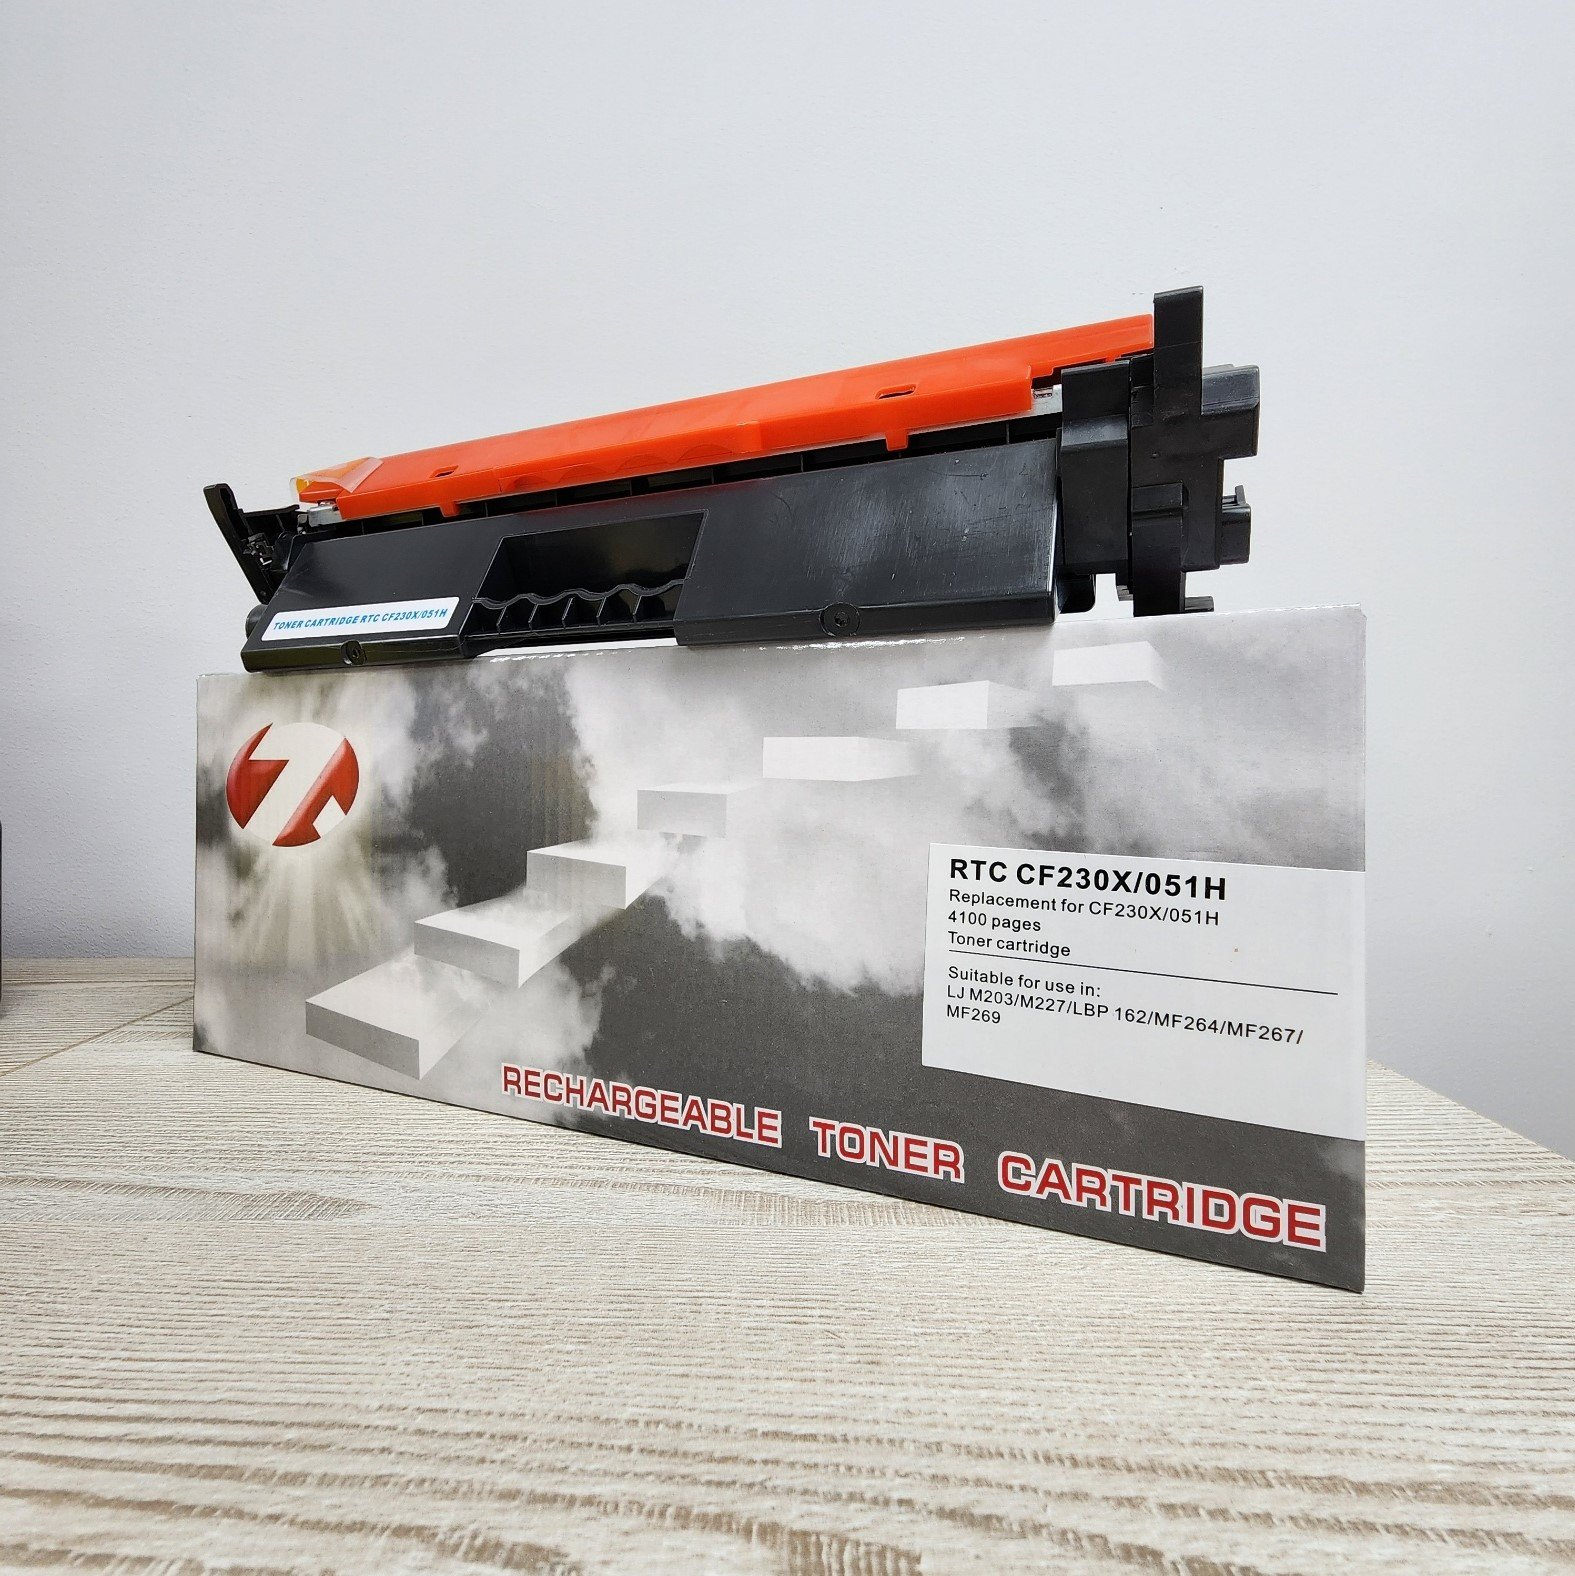 TONER CARTRIDGE RTC CF230X/051H
7
RTC CF230X/051H
Replacement for CF230X/051H
4100 pages
Toner cartridge
Suitable for use in:
LJ M203/M227/LBP 162/MF264/MF267/
MF269
RECHARGEABLE TONER CARTRIDGE